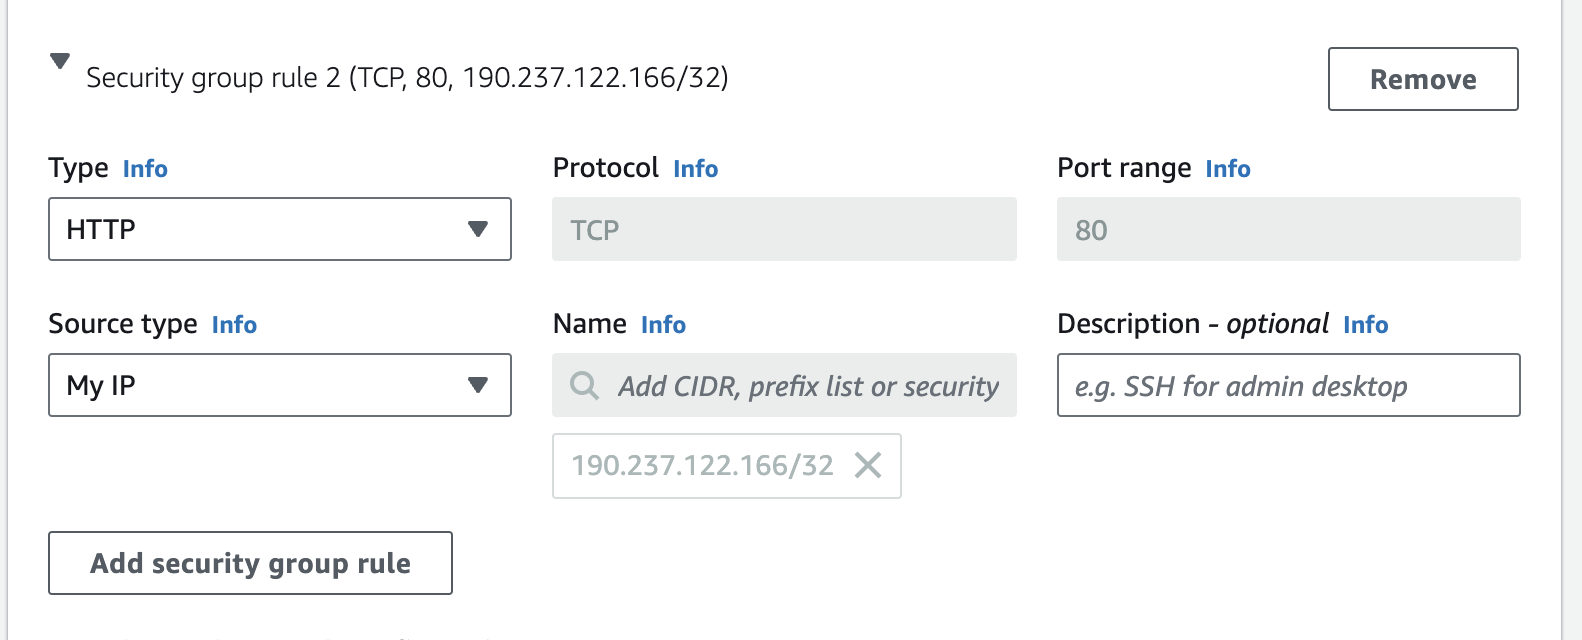 Security group rule 2 (TCP, 80, 190.237.122.166/32)
Remove
Type Info
Protocol Info
Port range Info
HTTP
TCP
80
Source type Info
Name Info
Description - optional Info
My IP
Add CIDR, prefix list or security
e.g. SSH for admin desktop
190.237.122.166/32
Add security group rule